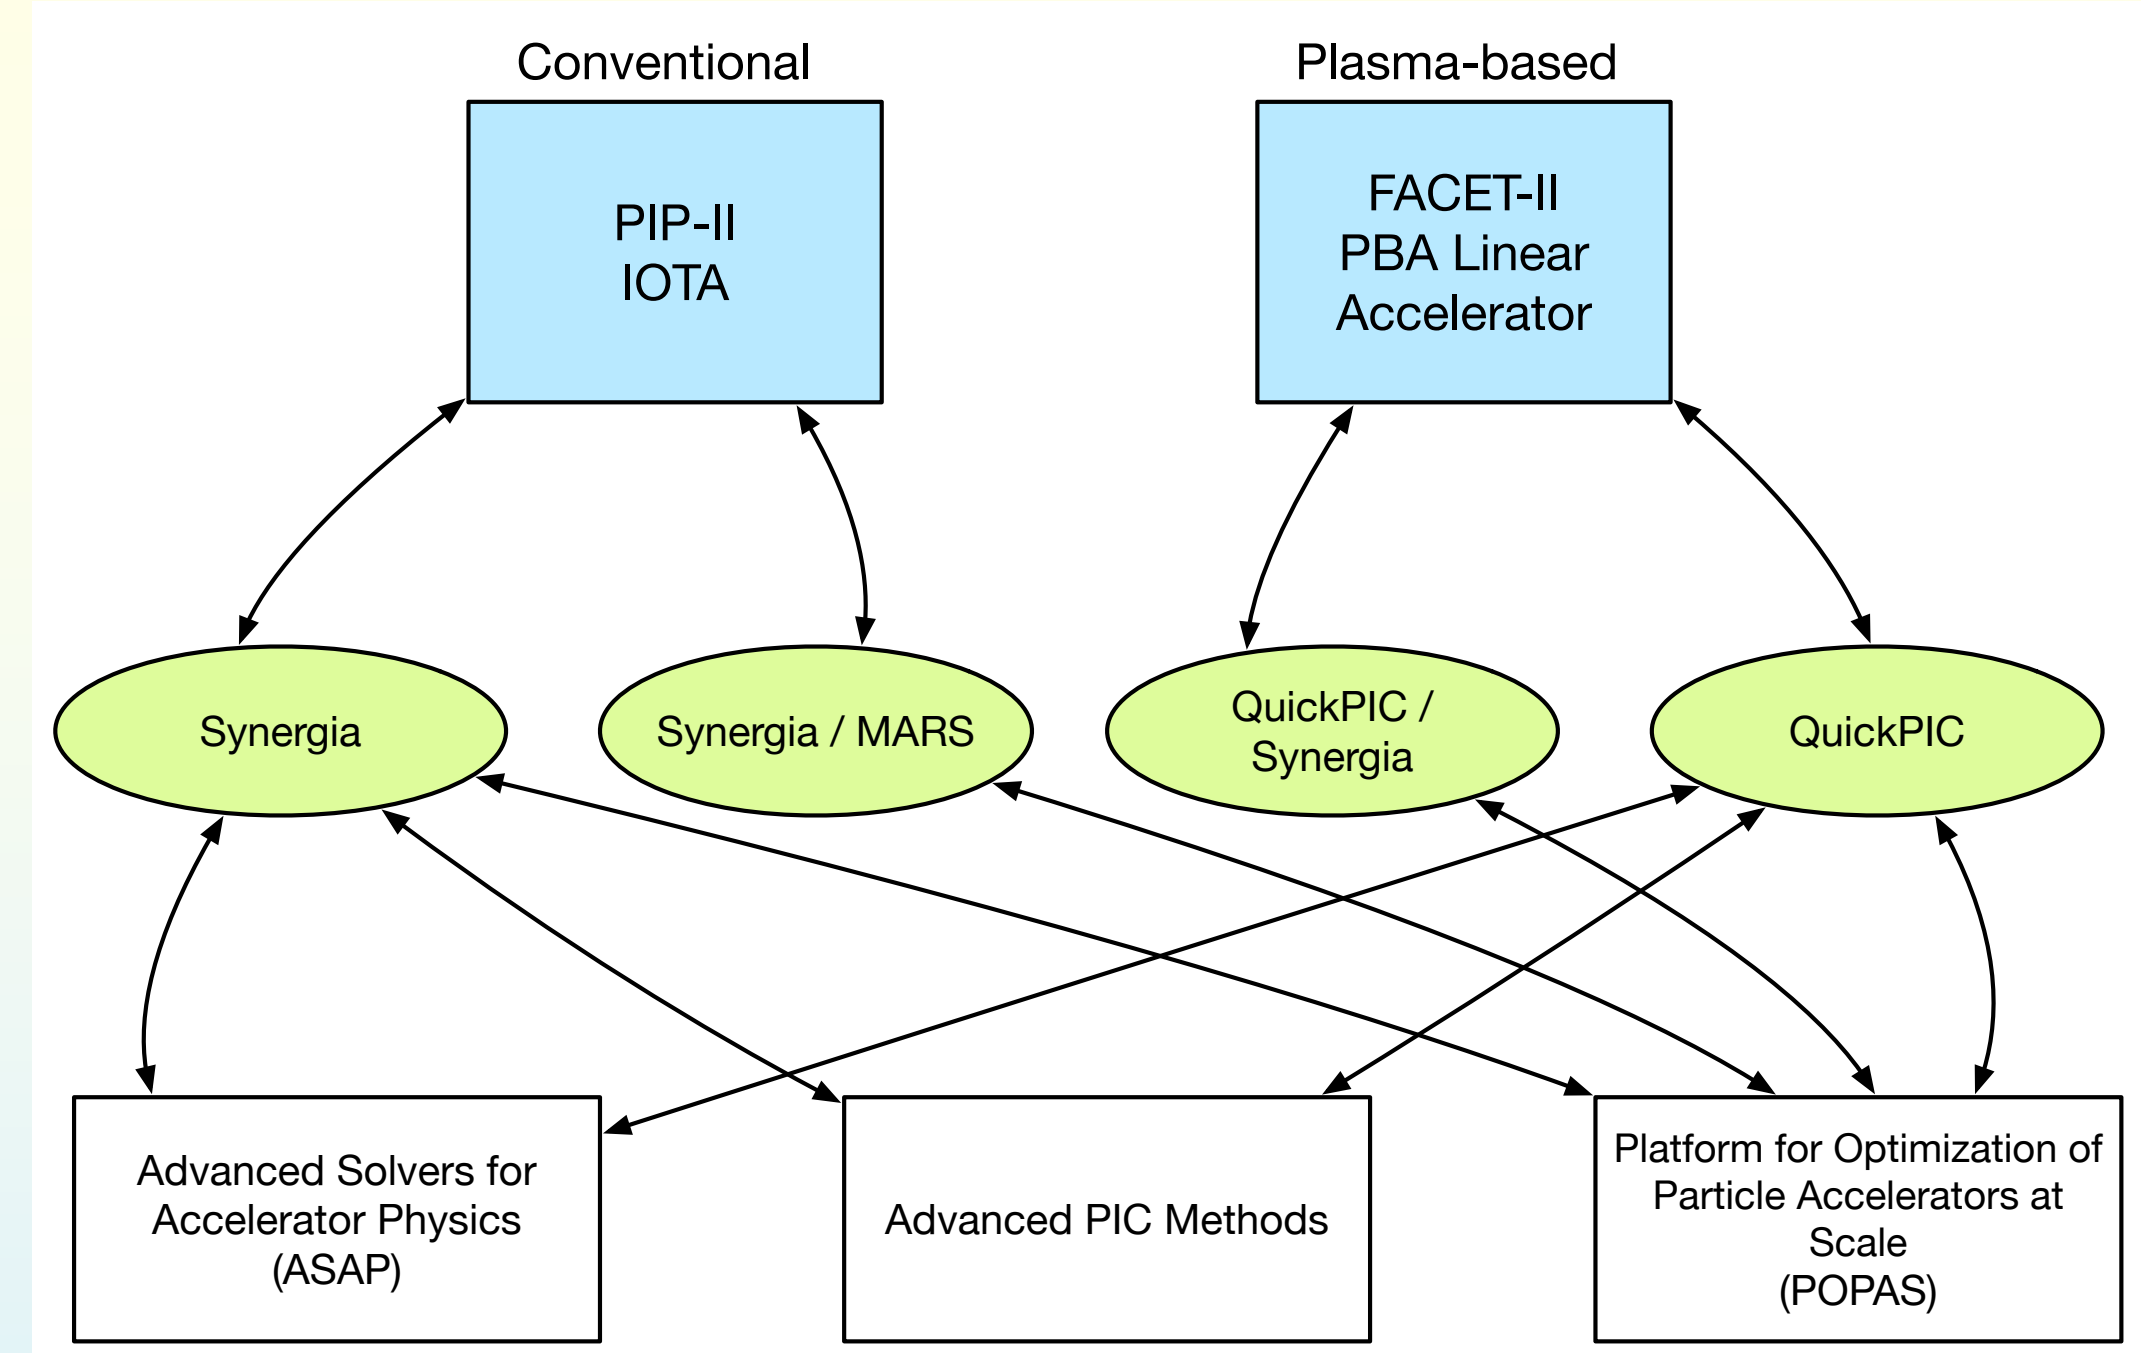 Conventional
Plasma-based
PIP-II
IOTA
FACET-II
PBA Linear
Accelerator
Synergia
Synergia / MARS
QuickPIC /
Synergia
QuickPIC
Advanced Solvers for
Accelerator Physics
(ASAP)
Advanced PIC Methods
Platform for Optimization of
Particle Accelerators at
Scale
(POPAS)